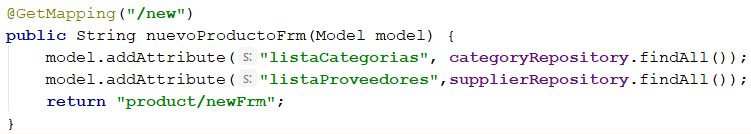 @GetMapping("/new")
public String nuevoProductoFrm(Model model) {
    model.addAttribute( s: "listaCategorias", categoryRepository.findAll());
    model.addAttribute( s: "listaProveedores",supplierRepository.findAll());
    return "product/newFrm";
}